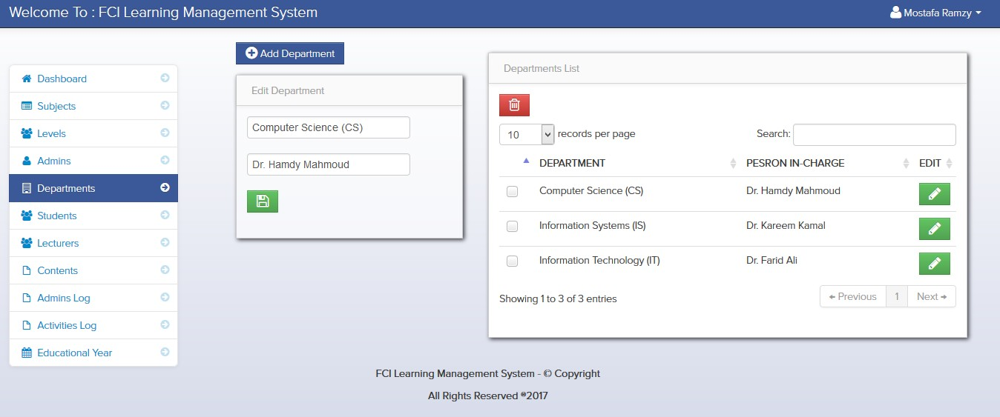 Welcome To : FCI Learning Management System
Mostafa Ramzy
Dashboard
Subjects
Levels
Admins
Departments
Students
Lecturers
Contents
Admins Log
Activities Log
Educational Year
Add Department
Edit Department
Computer Science (CS)
Dr. Hamdy Mahmoud
Departments List
10 records per page Search:
DEPARTMENT PESRON IN-CHARGE EDIT
Computer Science (CS) Dr. Hamdy Mahmoud
Information Systems (IS) Dr. Kareem Kamal
Information Technology (IT) Dr. Farid Ali
Showing 1 to 3 of 3 entries
← Previous 1 Next →
FCI Learning Management System - © Copyright
All Rights Reserved ®2017